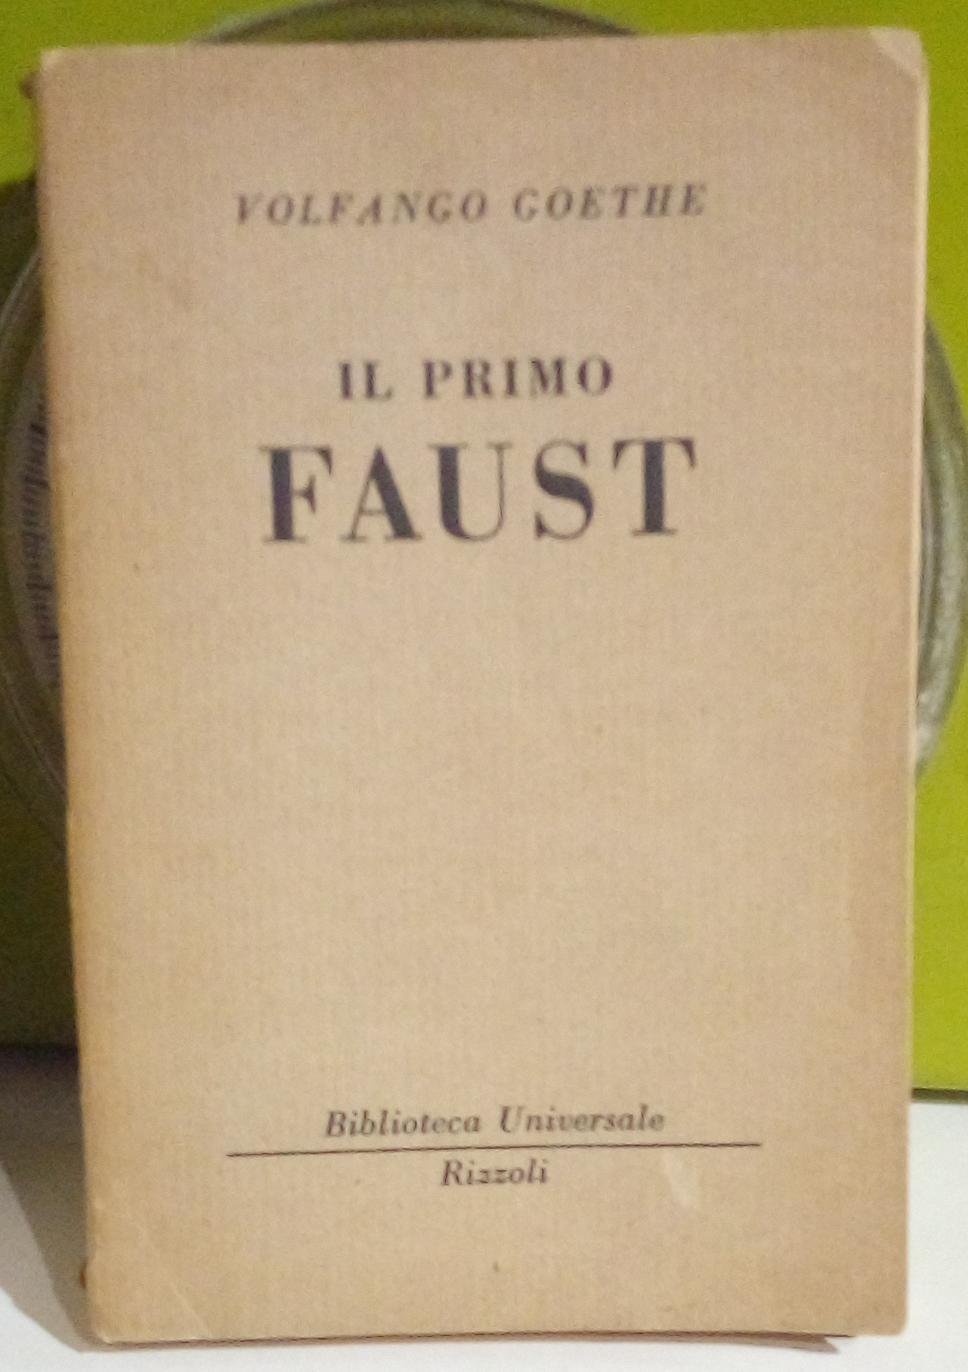 VOLFANGO GOETHE
IL PRIMO
FAUST
Biblioteca Universale
Rizzoli